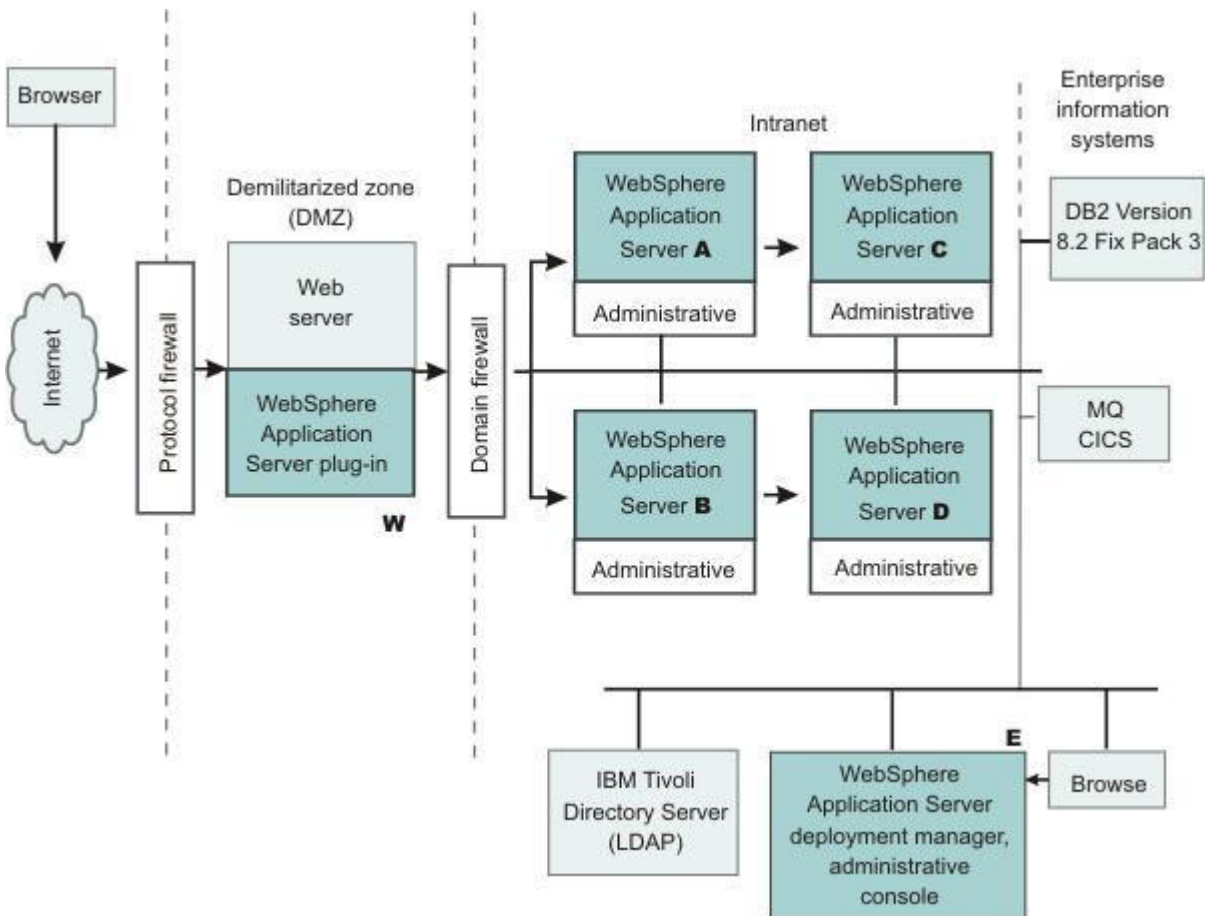 Browser
Internet
Protocol firewall
Demilitarized zone
(DMZ)
Web
server
WebSphere
Application
Server plug-in
W
Domain firewall
Intranet
WebSphere
Application
Server A
Administrative
WebSphere
Application
Server C
Administrative
WebSphere
Application
Server B
Administrative
WebSphere
Application
Server D
Administrative
Enterprise
information
systems
DB2 Version
8.2 Fix Pack 3
MQ
CICS
IBM Tivoli
Directory Server
(LDAP)
E
WebSphere
Application Server
deployment manager,
administrative
console
Browse